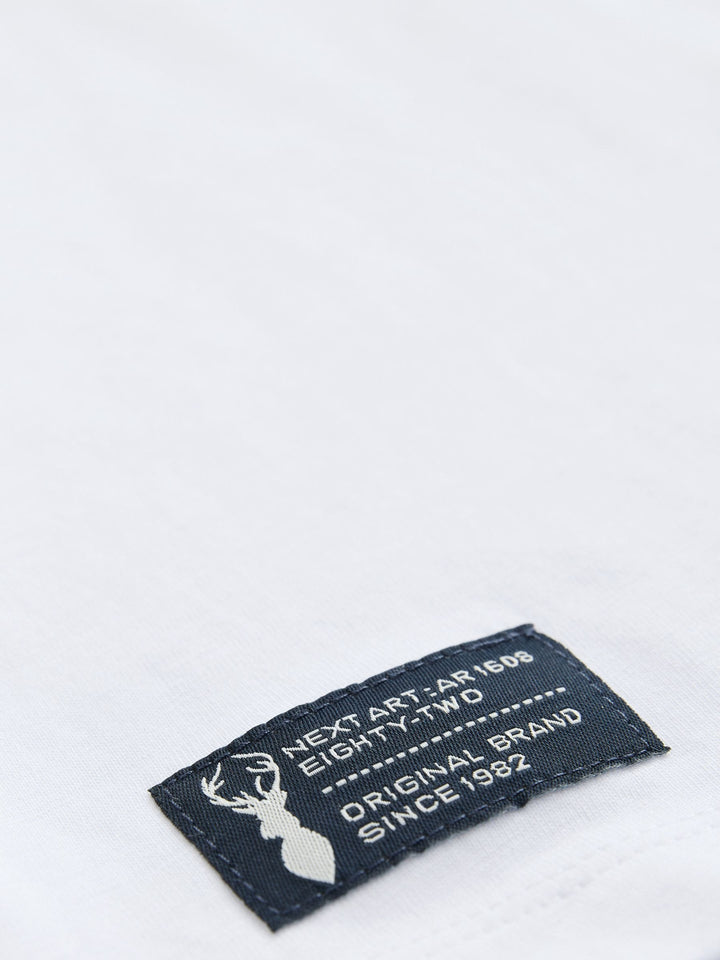 NEXT ART:AR1608
EIGHTY-TWO
ORIGINAL BRAND
SINCE 1982